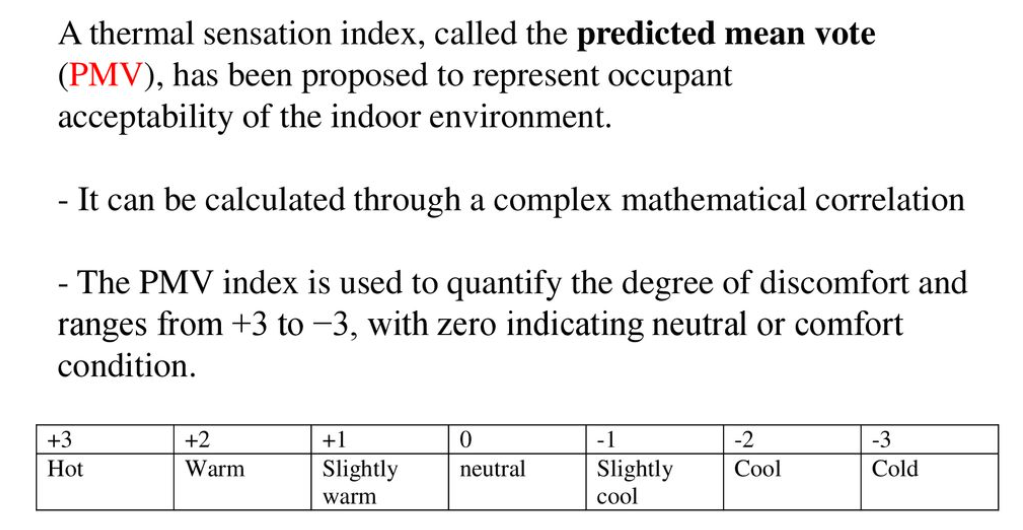 A thermal sensation index, called the predicted mean vote
(PMV), has been proposed to represent occupant
acceptability of the indoor environment.
- It can be calculated through a complex mathematical correlation
- The PMV index is used to quantify the degree of discomfort and
ranges from +3 to −3, with zero indicating neutral or comfort
condition.
+3 +2 +1 0 -1 -2 -3
Hot Warm Slightly neutral Slightly Cool Cold
warm cool